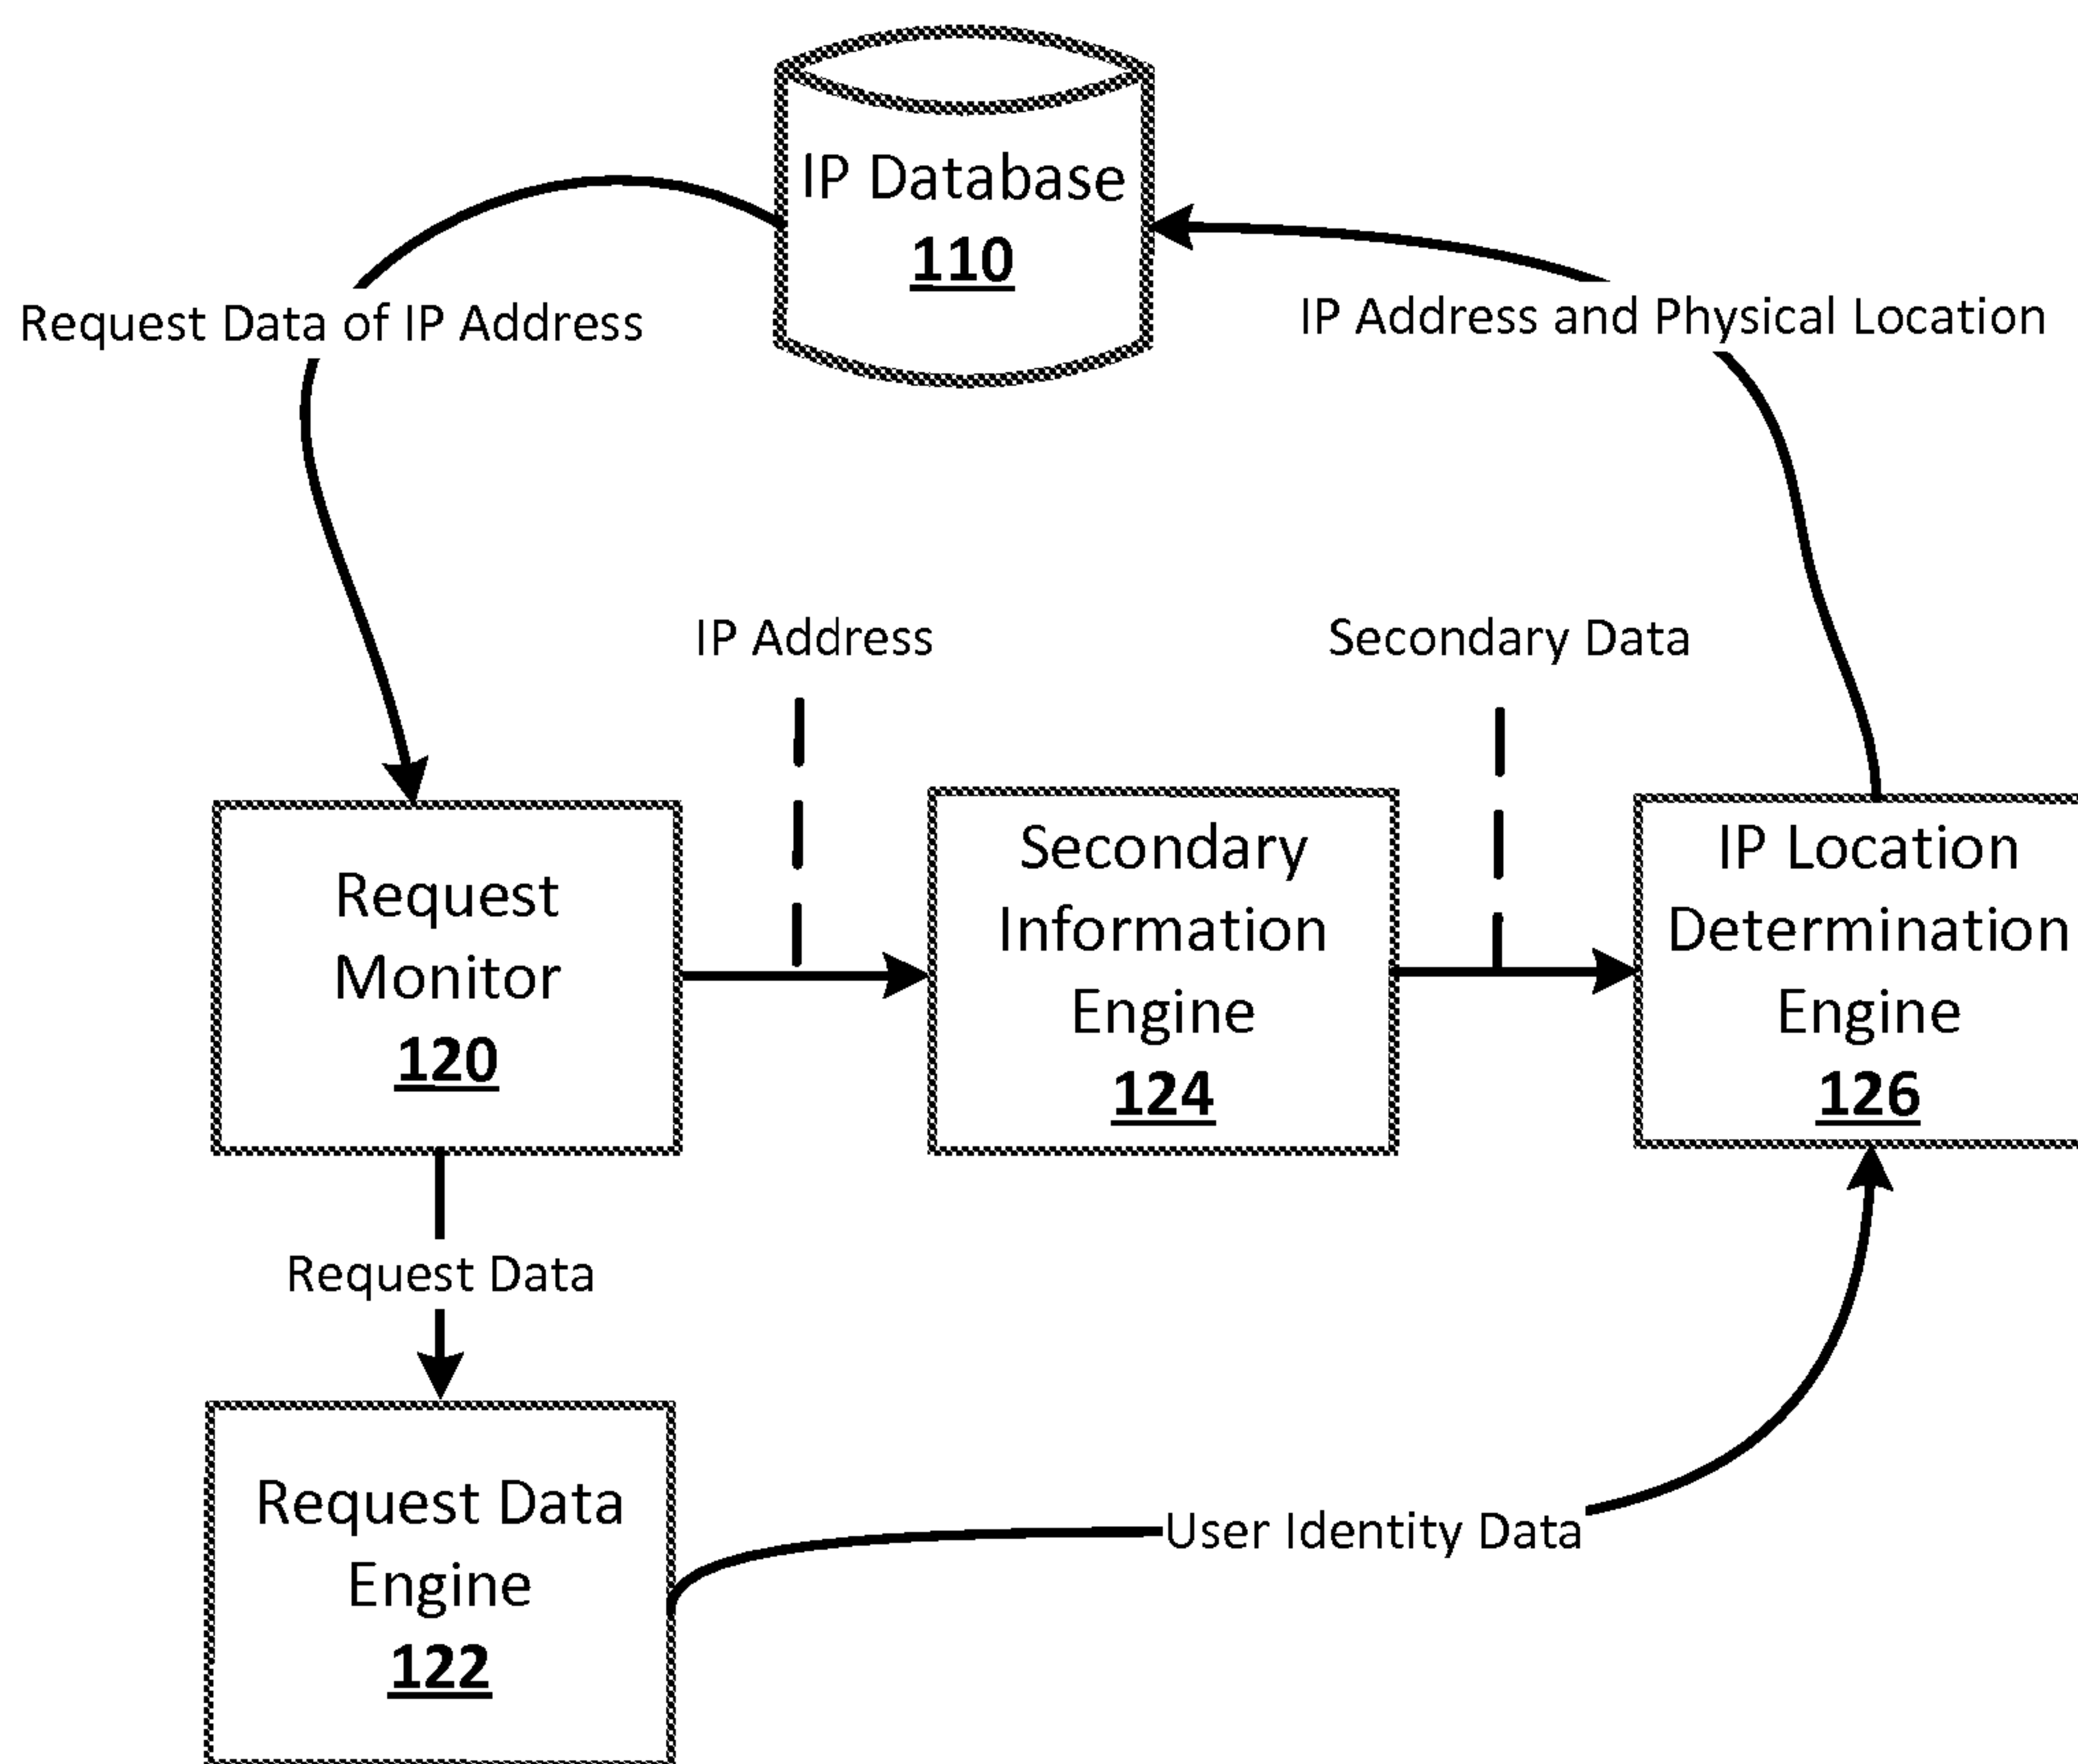 IP Database
110
Request Data of IP Address
IP Address and Physical Location
IP Address
Secondary Data
Request
Monitor
120
Secondary
Information
Engine
124
IP Location
Determination
Engine
126
Request Data
Request Data
Engine
122
User Identity Data